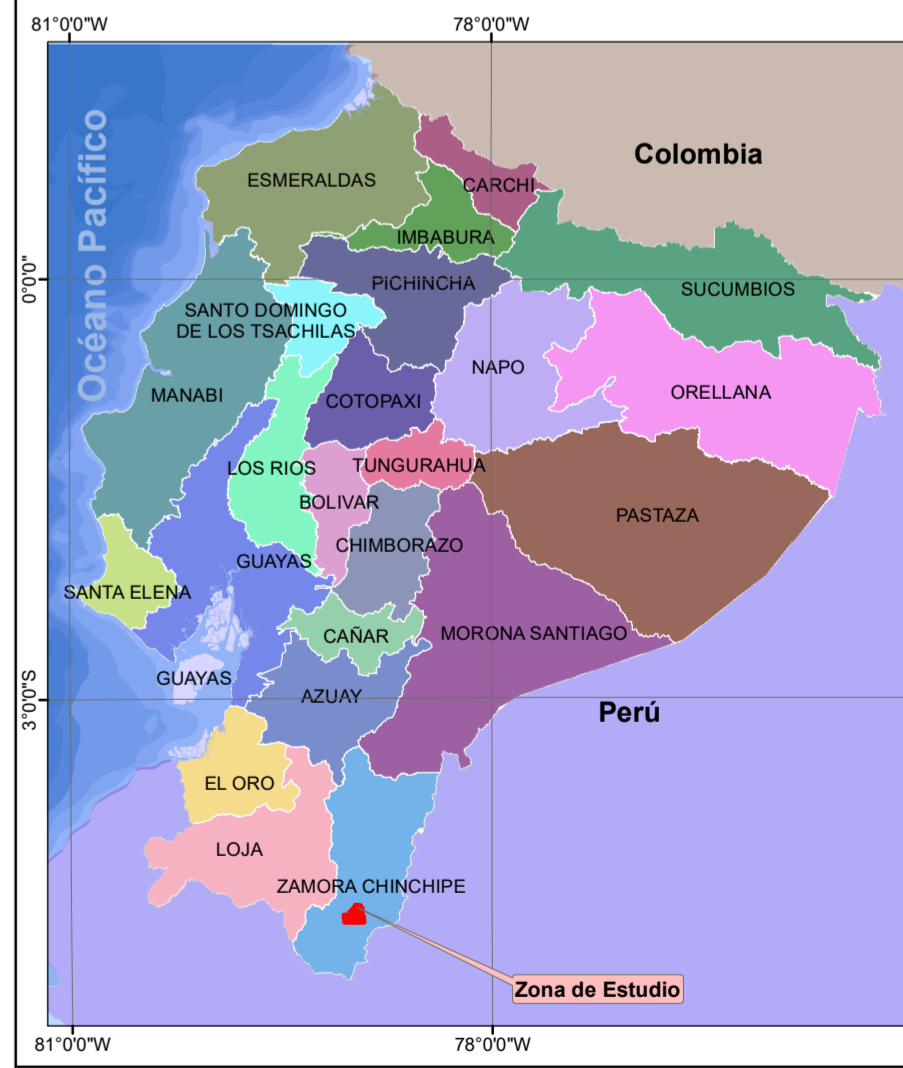 81°0'0"W
78°0'0"W
Océano Pacífico
Colombia
ESMERALDAS
CARCHI
IMBABURA
0°0'0"
PiCHINCHA
SUCUMBIOS
SANTO DOMINGO
DE LOS TSACHILAS
NAPO
ORELLANA
MANABI
COTOPAXI
LOS RIOS
TUNGURAHUA
BOLIVAR
PASTAZA
CHIMBORAZO
GUAYAS
SANTA ELENA
CAÑAR
MORONA SANTIAGO
GUAYAS
AZUAY
3°0'0"S
Perú
EL ORO
LOJA
ZAMORA CHINCHIPE
Zona de Estudio
81°0'0"W
78°0'0"W